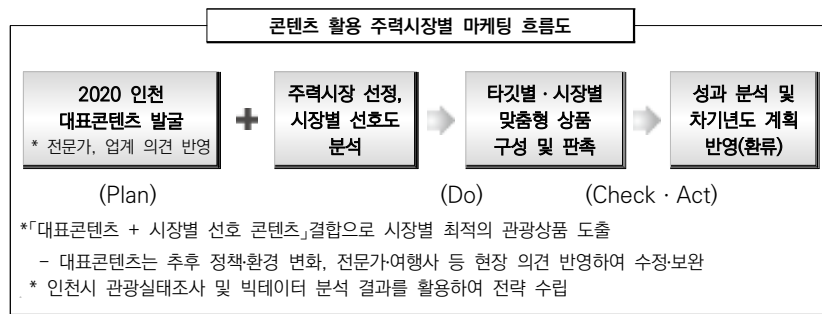 콘텐츠 활용 주력시장별 마케팅 흐름도
2020 인천
대표콘텐츠 발굴
* 전문가, 업계 의견 반영
+
주력시장 선정,
시장별 선호도
분석
타깃별·시장별
맞춤형 상품
구성 및 판촉
성과 분석 및
차기년도 계획
반영(환류)
(Plan)
(Do)
(Check · Act)
*「대표콘텐츠 + 시장별 선호 콘텐츠」결합으로 시장별 최적의 관광상품 도출
- 대표콘텐츠는 추후 정책·환경 변화, 전문가·여행사 등 현장 의견 반영하여 수정·보완
* 인천시 관광실태조사 및 빅테이터 분석 결과를 활용하여 전략 수립